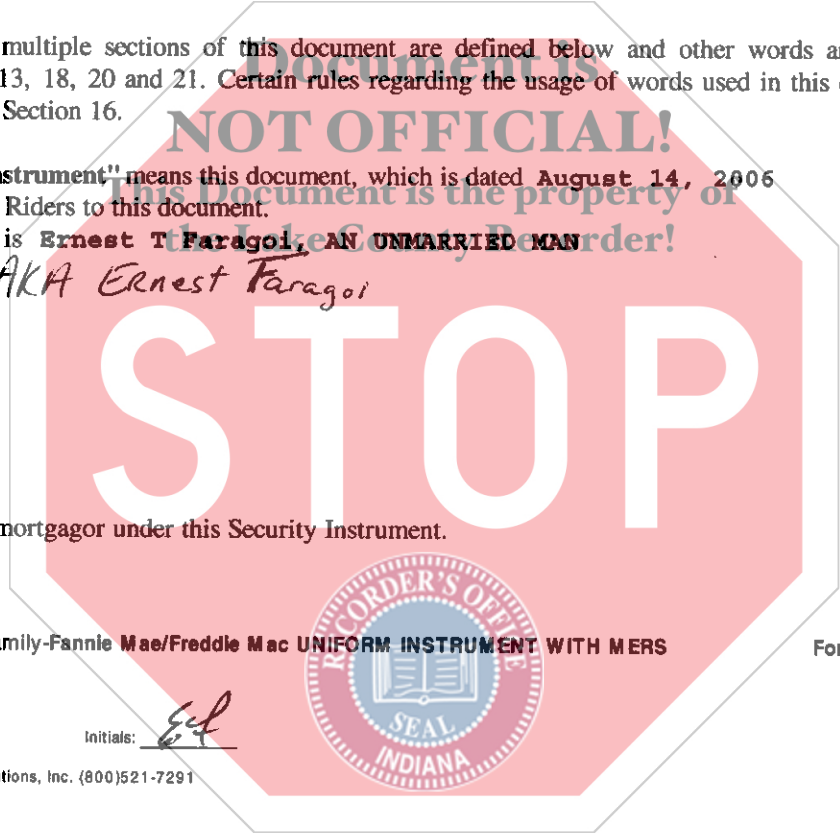 multiple sections of this document are defined below and other words
Document is
13, 18, 20 and 21. Certain rules regarding the usage of words used in this
Section 16.
NOT OFFICIAL!
strument" means this document, which is dated August 14, 2006
This Document is the property of
Riders to this document.
is Ernest T Faragoi, AN UNMARRIED MAN
the Lake County Recorder!
AKA Ernest Faragoi
STOP
mortgagor under this Security Instrument.
RECORDER'S OFFICE
mily-Fannie Mae/Freddie Mac UNIFORM INSTRUMENT WITH MERS
SEAL
INDIANA
Initials:
tions, Inc. (800)521-7291